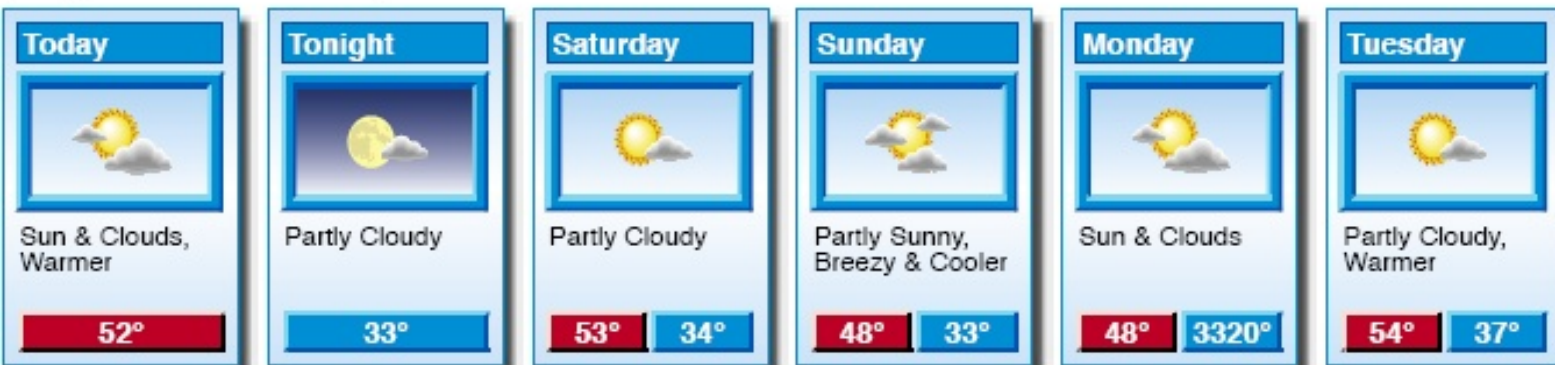 Today
Sun & Clouds,
Warmer
52°
Tonight
Partly Cloudy
33°
Saturday
Partly Cloudy
53° 34°
Sunday
Partly Sunny,
Breezy & Cooler
48° 33°
Monday
Sun & Clouds
48° 3320°
Tuesday
Partly Cloudy,
Warmer
54° 37°